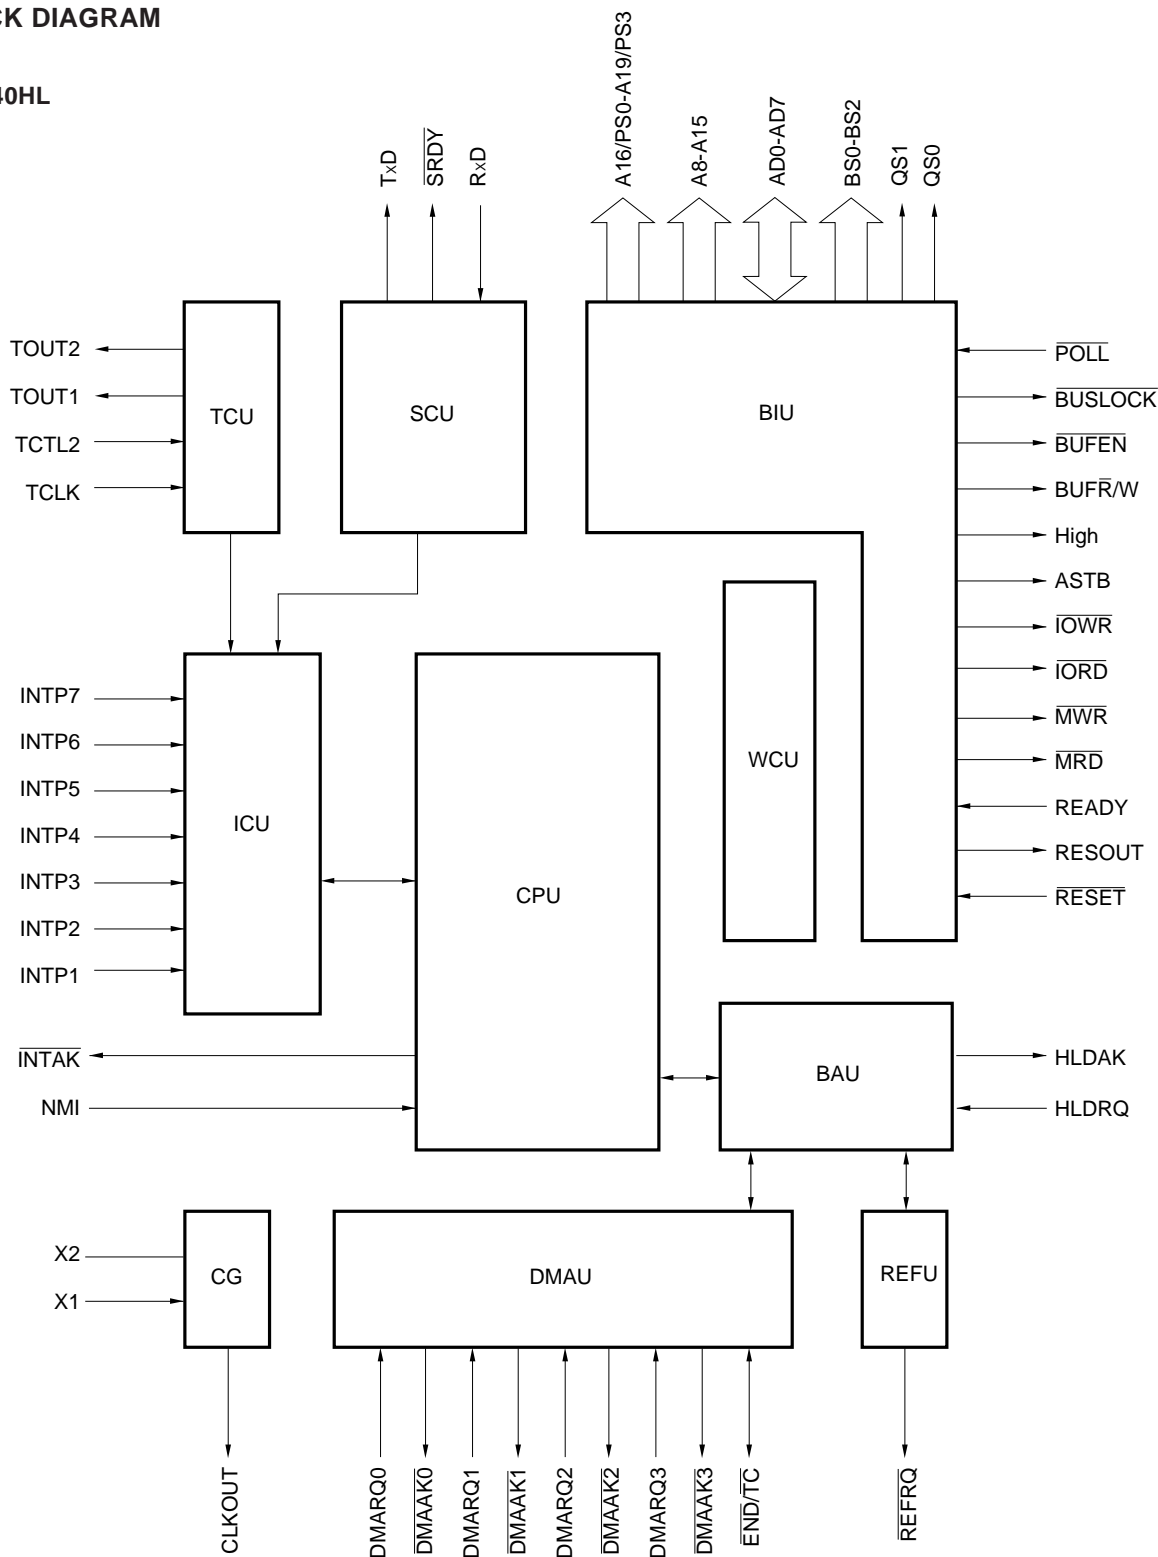 CK DIAGRAM
40HL
TxD
SRDY
RxD
A16/PS0-A19/PS3
A8-A15
AD0-AD7
BS0-BS2
QS1
QS0
TOUT2
TOUT1
TCTL2
TCLK
TCU
SCU
BIU
POLL
BUSLOCK
BUFEN
BUFR/W
High
ASTB
IOWR
IORD
MWR
MRD
READY
RESOUT
RESET
INTP7
INTP6
INTP5
INTP4
INTP3
INTP2
INTP1
ICU
CPU
WCU
INTAK
NMI
BAU
HLDAK
HLDRQ
X2
X1
CG
DMAU
REFU
CLKOUT
DMARQ0
DMAAK0
DMARQ1
DMAAK1
DMARQ2
DMAAK2
DMARQ3
DMAAK3
END/TC
REFRQ